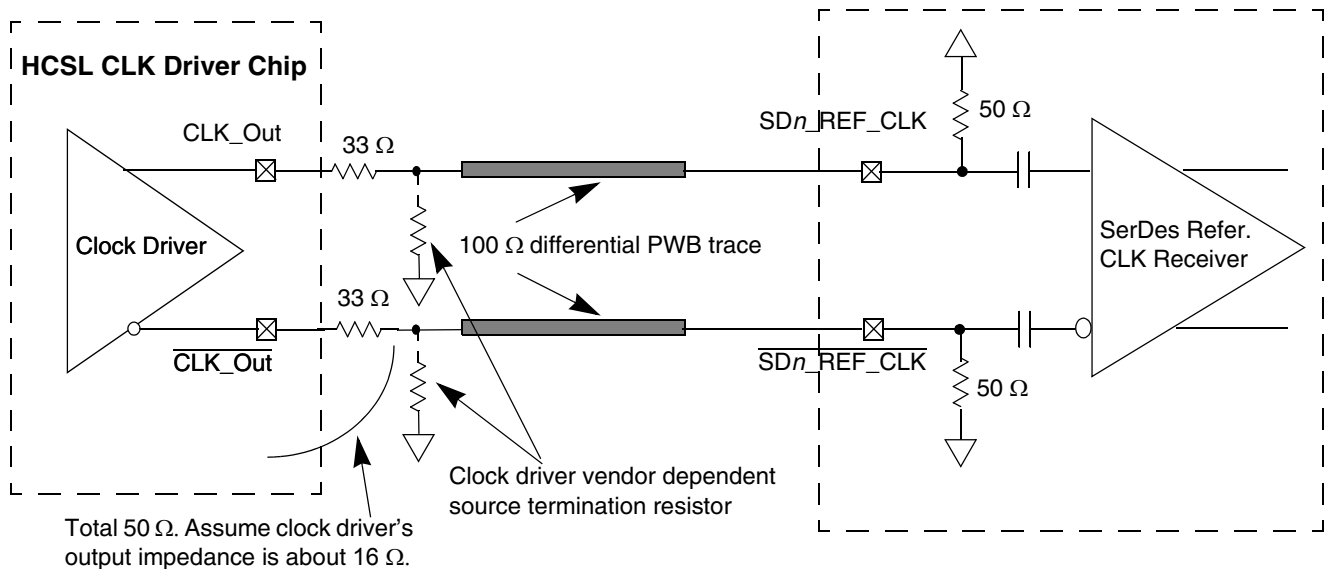 HCSL CLK Driver Chip
CLK_Out
33 Ω
SDn_REF_CLK
50 Ω
Clock Driver
100 Ω differential PWB trace
SerDes Refer.
CLK Receiver
33 Ω
CLK_Out
SDn_REF_CLK
50 Ω
Clock driver vendor dependent
source termination resistor
Total 50 Ω. Assume clock driver's
output impedance is about 16 Ω.